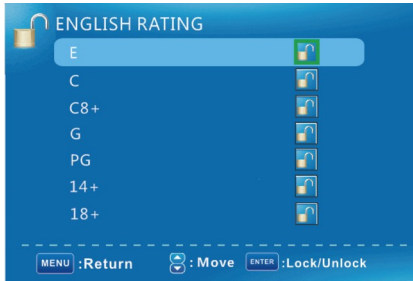 ENGLISH RATING
E
C
C8+
G
PG
14+
18+
MENU :Return :Move ENTER :Lock/Unlock